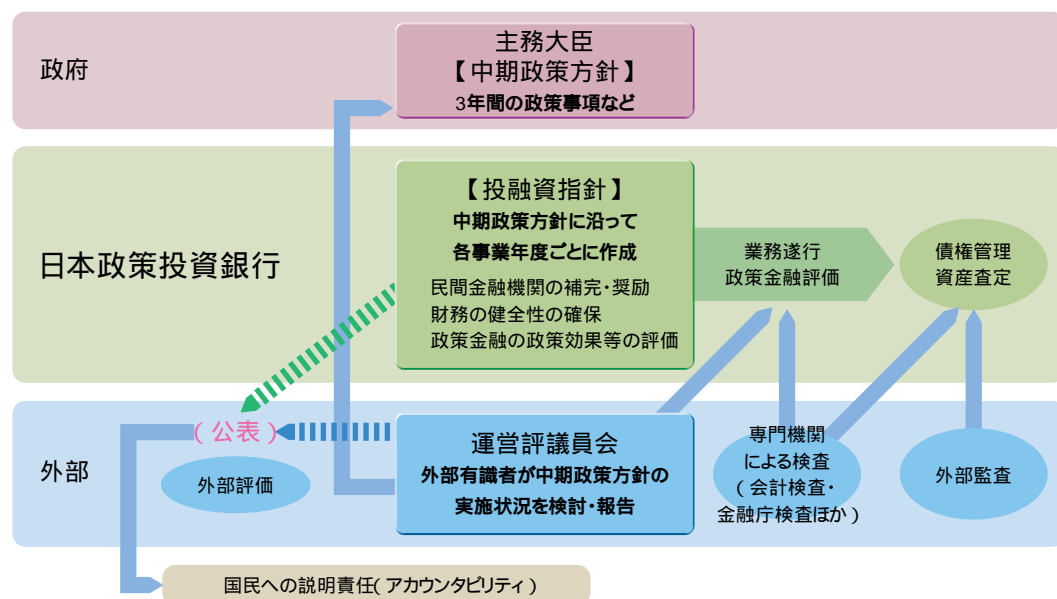 政府
主務大臣
【中期政策方針】
3年間の政策事項など
日本政策投資銀行
【投融資指針】
中期政策方針に沿って
各事業年度ごとに作成
民間金融機関の補完・奨励
財務の健全性の確保
政策金融の政策効果等の評価
業務遂行
政策金融評価
債権管理
資産査定
外部
(公表)
外部評価
運営評議員会
外部有識者が中期政策方針の
実施状況を検討・報告
専門機関
による検査
(会計検査・
金融庁検査ほか)
外部監査
国民への説明責任(アカウンタビリティ)